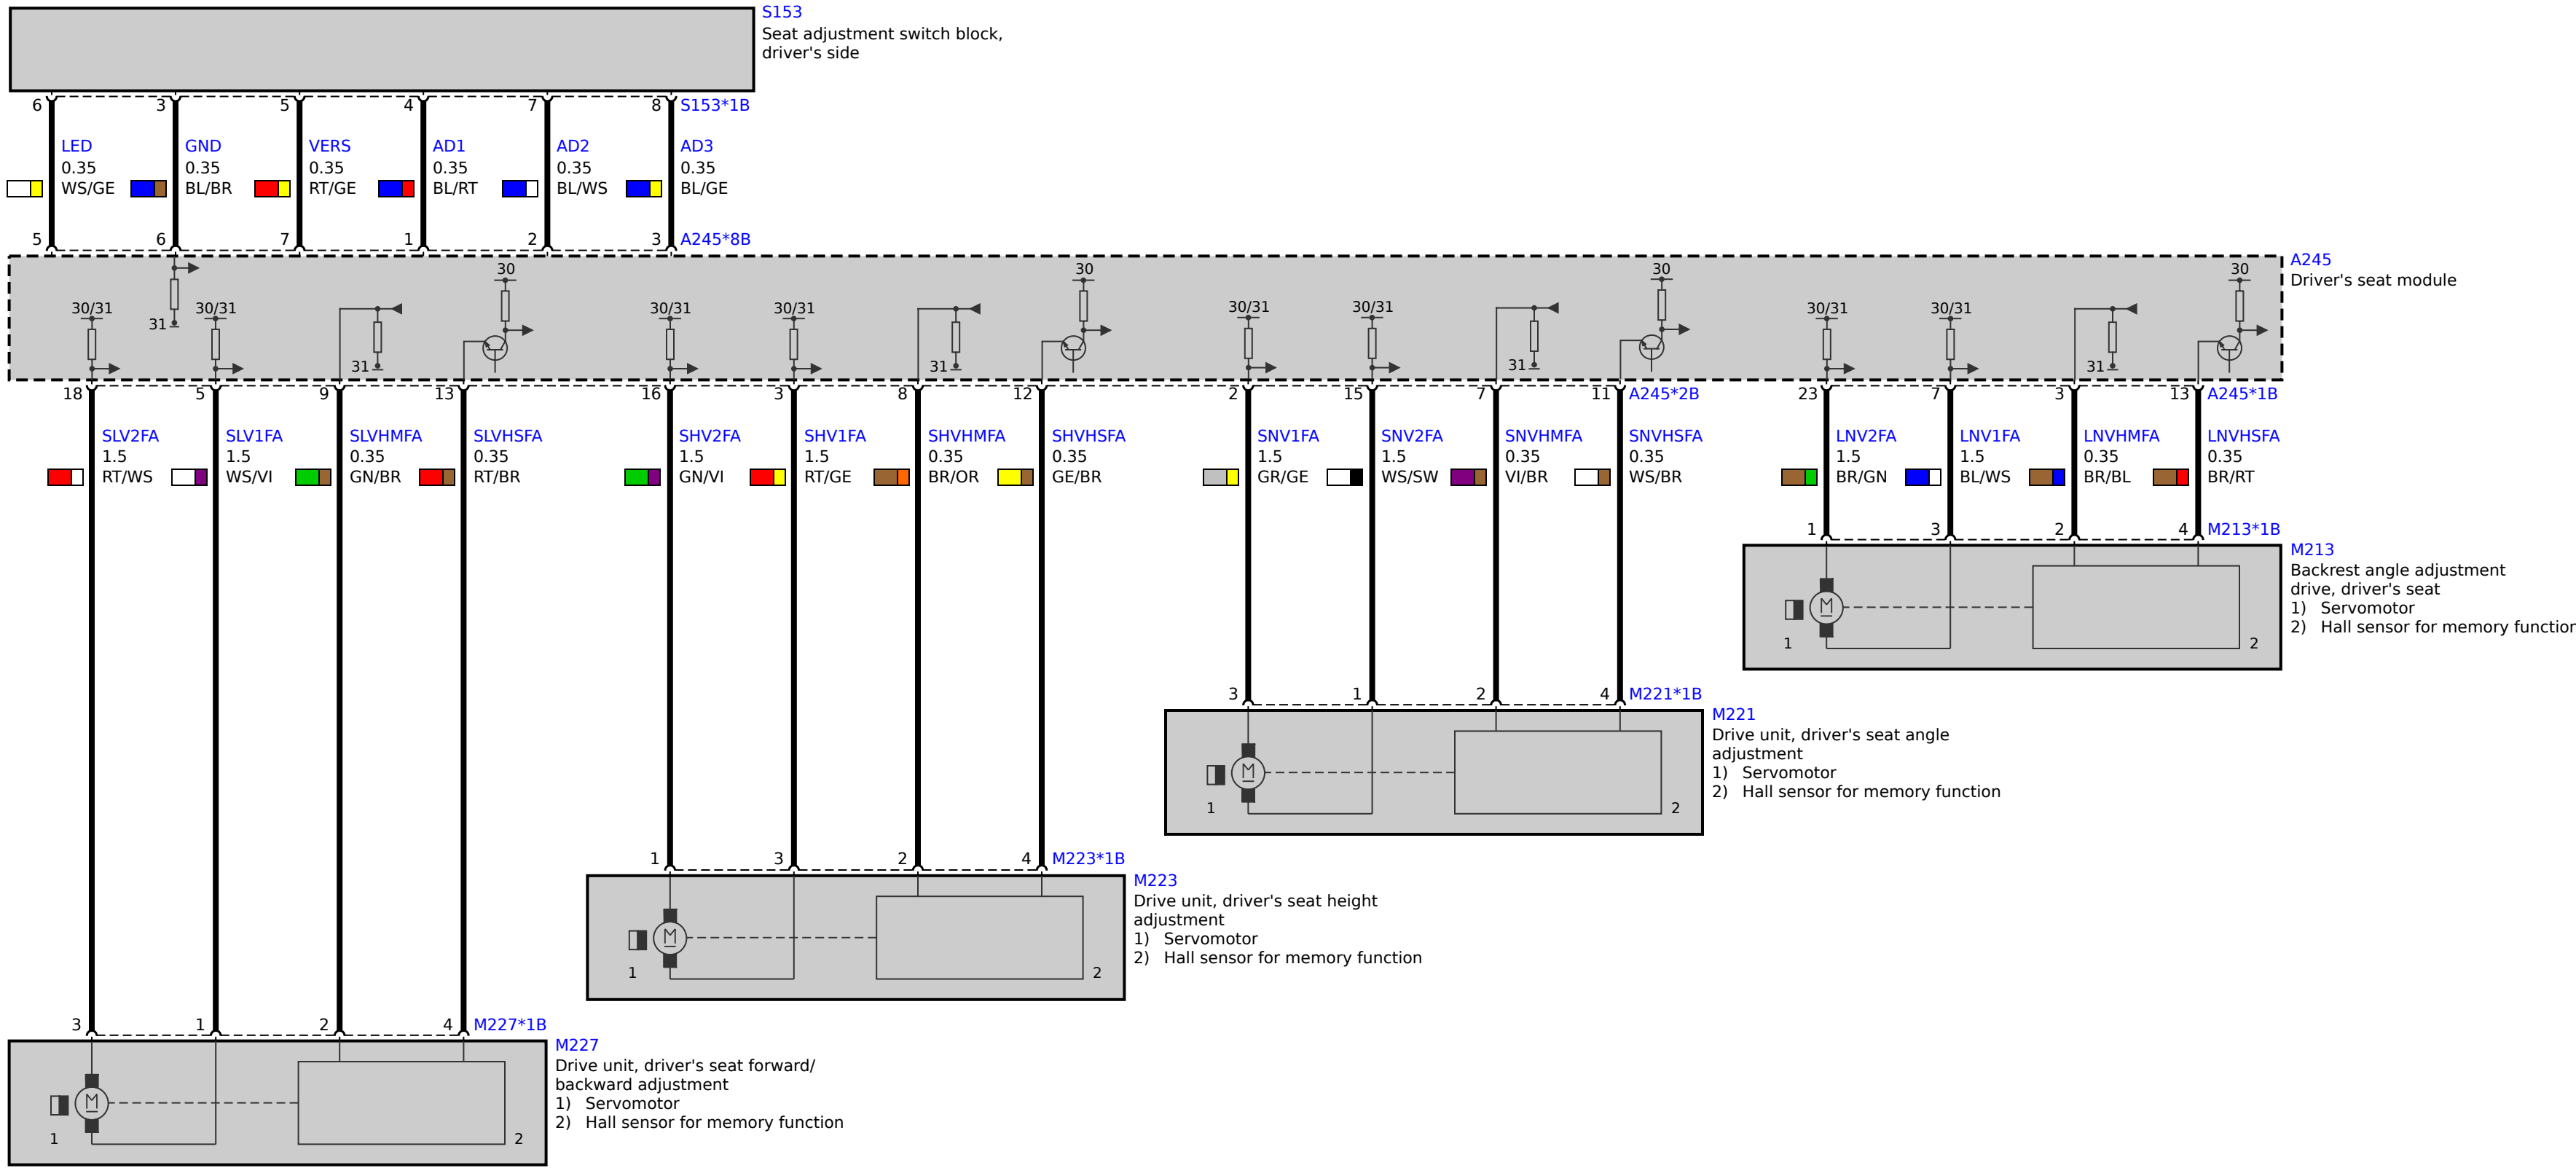 S153
Seat adjustment switch block,
driver's side
6 3 5 4 7 8 S153*1B
LED GND VERS AD1 AD2 AD3
0.35 0.35 0.35 0.35 0.35 0.35
WS/GE BL/BR RT/GE BL/RT BL/WS BL/GE
5 6 7 1 2 3 A245*8B
A245
Driver's seat module
30 30 30 30
30/31 31 30/31 30/31 30/31 30/31 30/31 30/31 30/31
31 31 31 31
18 5 9 13 16 3 8 12 2 15 7 11 A245*2B 23 7 3 13 A245*1B
SLV2FA SLV1FA SLVHMFA SLVHSFA SHV2FA SHV1FA SHVHMFA SHVHSFA SNV1FA SNV2FA SNVHMFA SNVHSFA LNV2FA LNV1FA LNVHMFA LNVHSFA
1.5 1.5 0.35 0.35 1.5 1.5 0.35 0.35 1.5 1.5 0.35 0.35 1.5 1.5 0.35 0.35
RT/WS WS/VI GN/BR RT/BR GN/VI RT/GE BR/OR GE/BR GR/GE WS/SW VI/BR WS/BR BR/GN BL/WS BR/BL BR/RT
1 3 2 4 M213*1B
M213
Backrest angle adjustment
drive, driver's seat
1) Servomotor
2) Hall sensor for memory function
M
1 2
3 1 2 4 M221*1B
M221
Drive unit, driver's seat angle
adjustment
1) Servomotor
2) Hall sensor for memory function
M
1 2
1 3 2 4 M223*1B
M223
Drive unit, driver's seat height
adjustment
1) Servomotor
2) Hall sensor for memory function
M
1 2
3 1 2 4 M227*1B
M227
Drive unit, driver's seat forward/
backward adjustment
1) Servomotor
2) Hall sensor for memory function
M
1 2